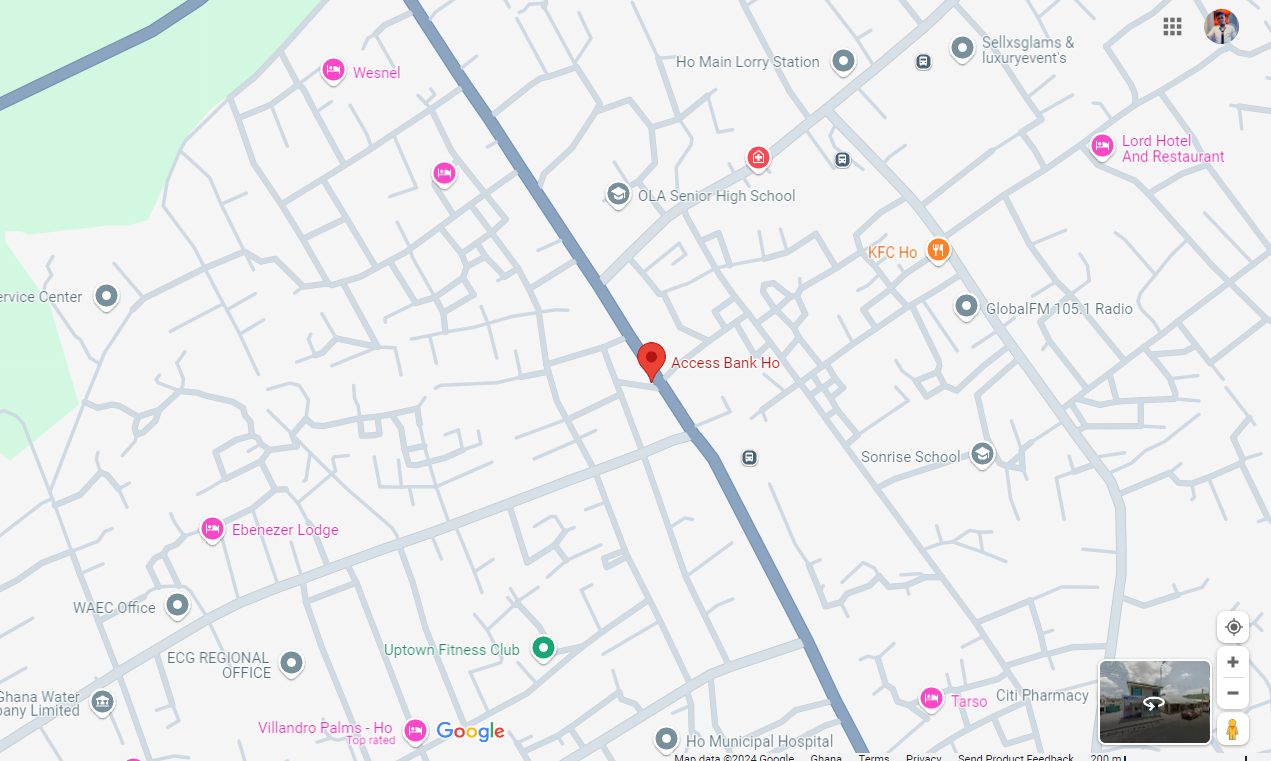 Ho Main Lorry Station
Sellxsglams &
luxuryevent's
Wesnel
Lord Hotel
And Restaurant
OLA Senior High School
KFC Ho
ervice Center
GlobalFM 105.1 Radio
Access Bank Ho
Sonrise School
Ebenezer Lodge
WAEC Office
Uptown Fitness Club
ECG REGIONAL
OFFICE
Ghana Water
pany Limited
Tarso
Citi Pharmacy
Villandro Palms - Ho
Top rated
Google
Ho Municipal Hospital
Map data ©2024 Google Ghana Terms Privacy Send Product Feedback 200 m